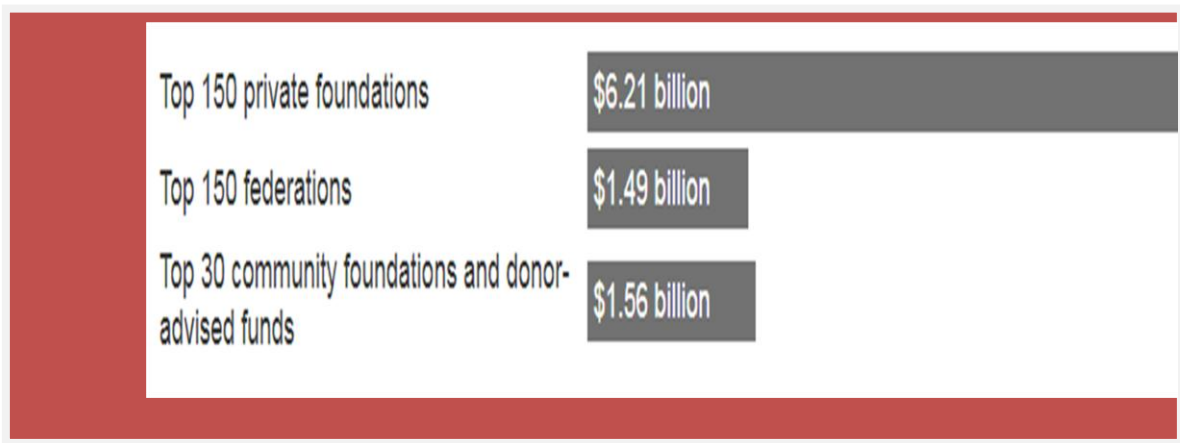 Top 150 private foundations $6.21 billion
Top 150 federations $1.49 billion
Top 30 community foundations and donor-
advised funds $1.56 billion